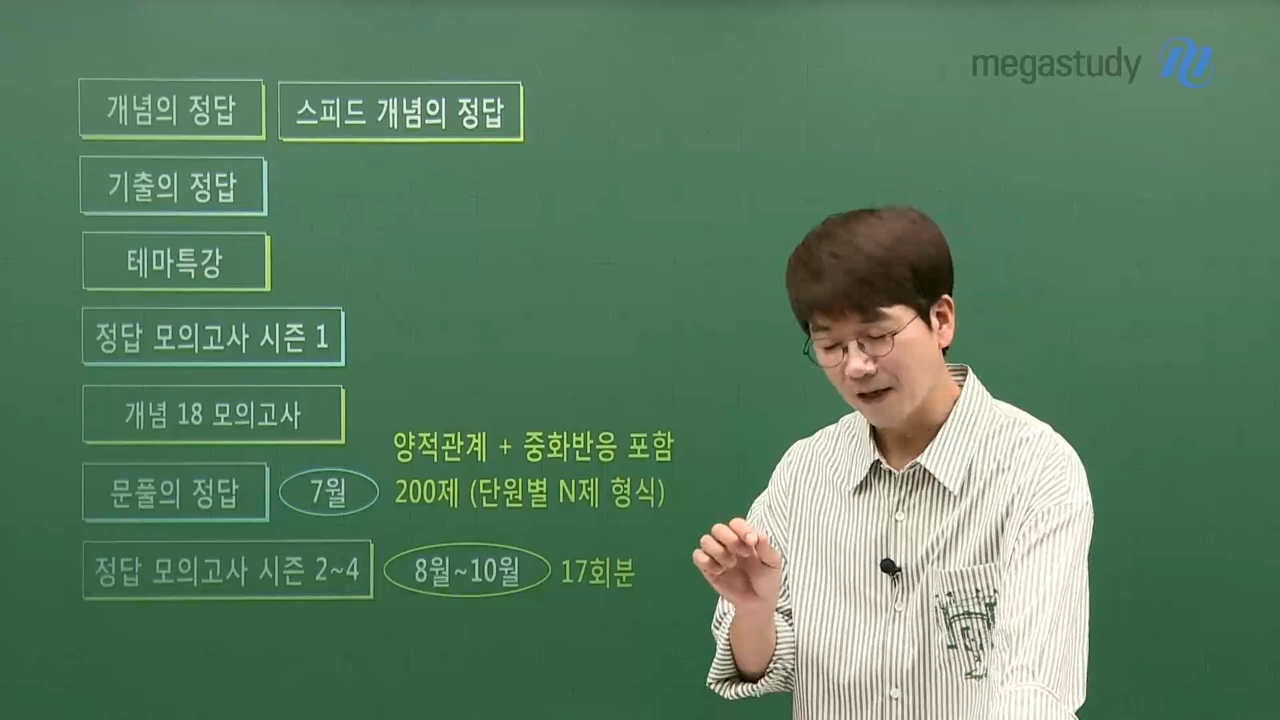 megastudy
개념의 정답
스피드 개념의 정답
기출의 정답
테마특강
정답 모의고사 시즌 1
개념 18 모의고사
문풀의 정답
7월
양적관계 + 중화반응 포함
200제 (단원별 N제 형식)
정답 모의고사 시즌 2~4
8월~10월
17회분